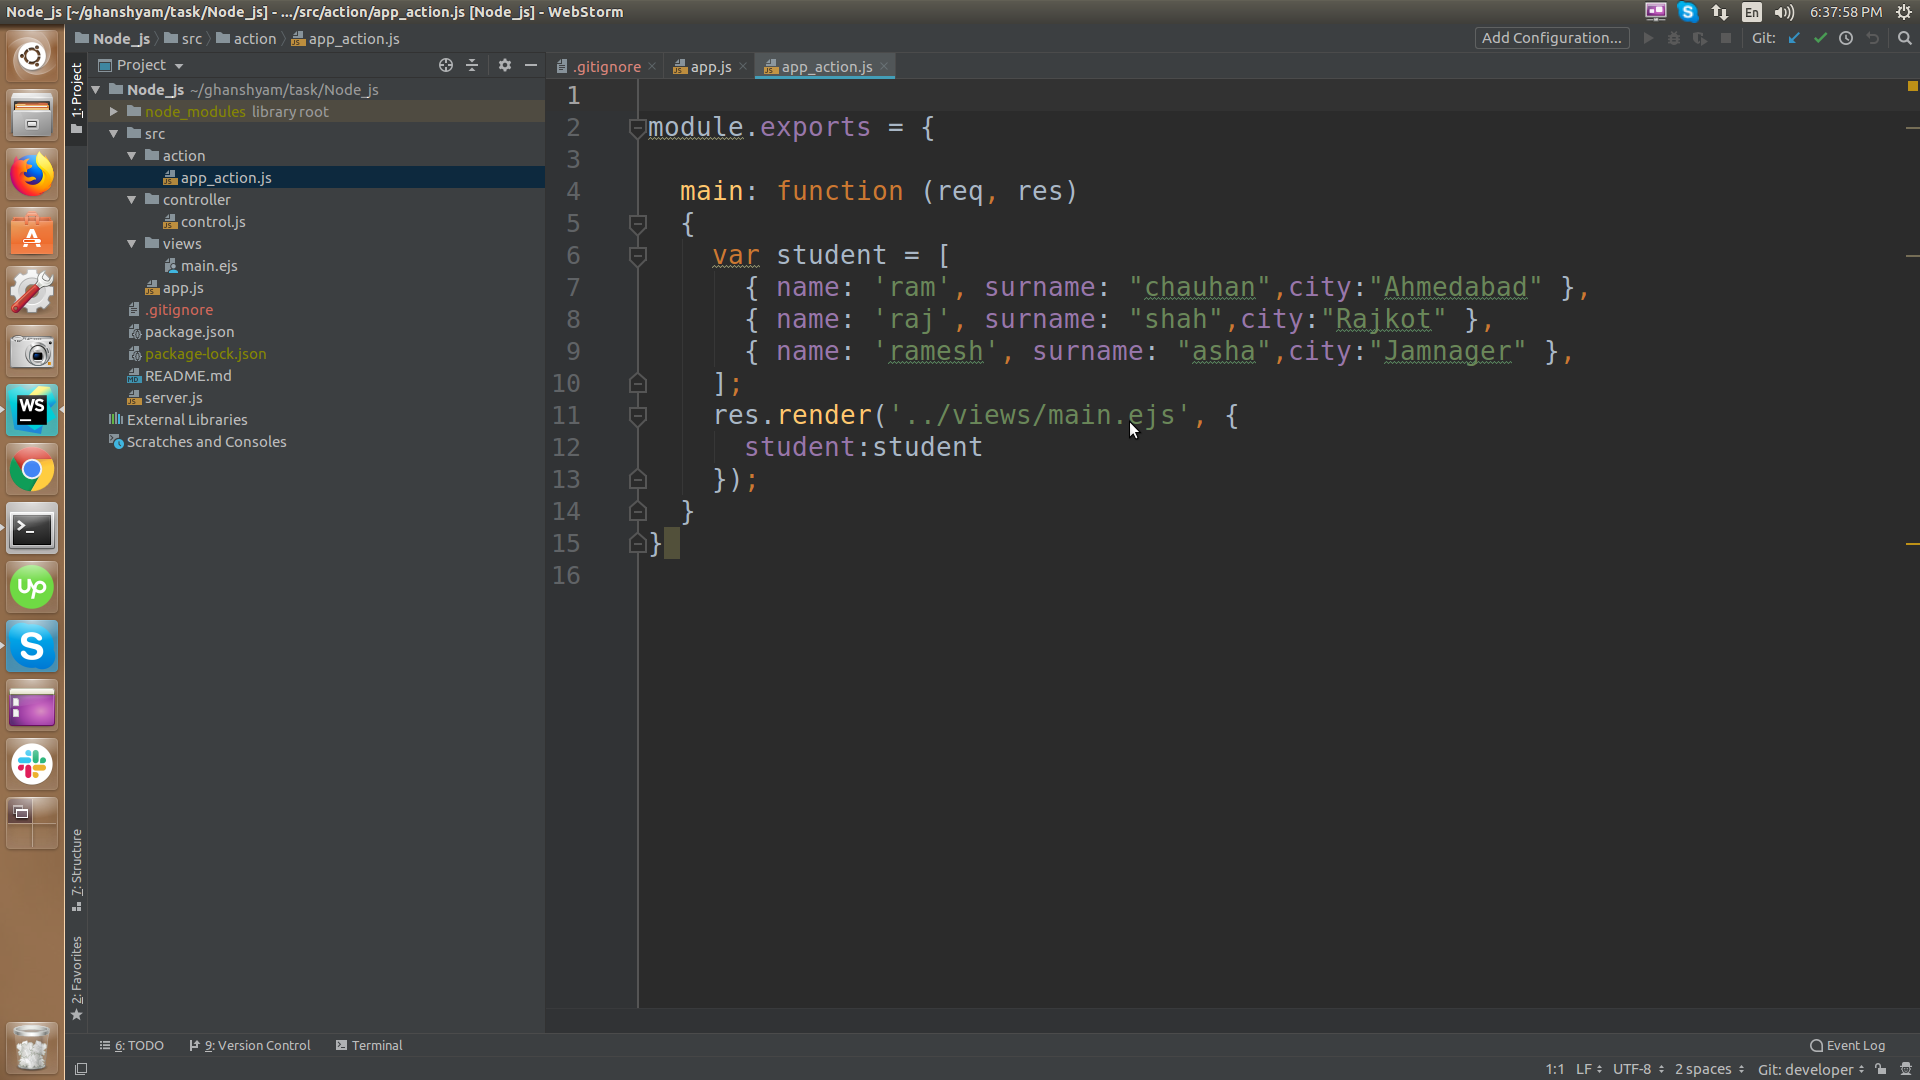 Node_js [~/ghanshyam/task/Node_js] - .../src/action/app_action.js [Node_js] - WebStorm
En
6:37:58 PM
Node_js src action app_action.js
Add Configuration...
Git:
1: Project
Project
.gitignore
app.js
app_action.js
Node_js ~/ghanshyam/task/Node_js
node_modules library root
src
action
app_action.js
controller
control.js
views
main.ejs
app.js
.gitignore
package.json
package-lock.json
README.md
server.js
External Libraries
Scratches and Consoles
1
2 module.exports = {
3
4 main: function (req, res)
5 {
6 var student = [
7 { name: 'ram', surname: "chauhan",city:"Ahmedabad" },
8 { name: 'raj', surname: "shah",city:"Rajkot" },
9 { name: 'ramesh', surname: "asha",city:"Jamnager" },
10 ];
11 res.render('../views/main.ejs', {
12 student:student
13 });
14 }
15 }
16
WS
Up
S
7: Structure
2: Favorites
6: TODO
9: Version Control
Terminal
Event Log
1:1 LF UTF-8 2 spaces Git: developer